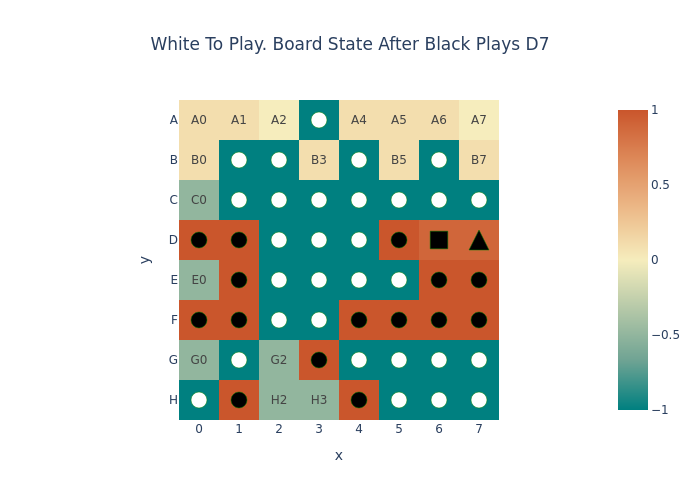 White To Play. Board State After Black Plays D7
A A0 A1 A2 A4 A5 A6 A7
B B0 B3 B5 B7
C C0
D
E E0
F
G G0 G2
H H2 H3
0 1 2 3 4 5 6 7
x
y
1
0.5
0
−0.5
−1